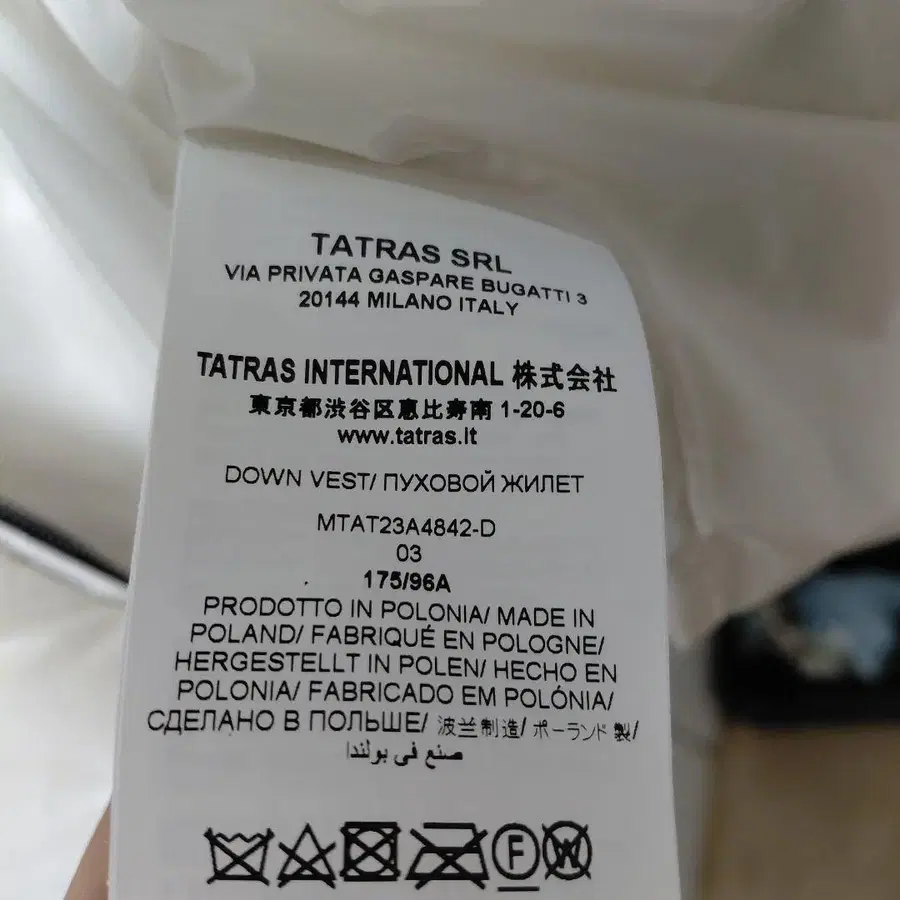 TATRAS SRL
VIA PRIVATA GASPARE BUGATTI 3
20144 MILANO ITALY
TATRAS INTERNATIONAL 株式会社
東京都渋谷区恵比寿南 1-20-6
www.tatras.it
DOWN VEST/ ПУХОВОЙ ЖИЛЕТ
MTAT23A4842-D
03
175/96A
PRODOTTO IN POLONIA/ MADE IN
POLAND/ FABRIQUÉ EN POLOGNE/
HERGESTELLT IN POLEN/ HECHO EN
POLONIA/ FABRICADO EM POLÓNIA/
СДЕЛАНО В ПОЛЬШЕ/ 波兰制造/ ポーランド製/
صنع في بولندا
F W